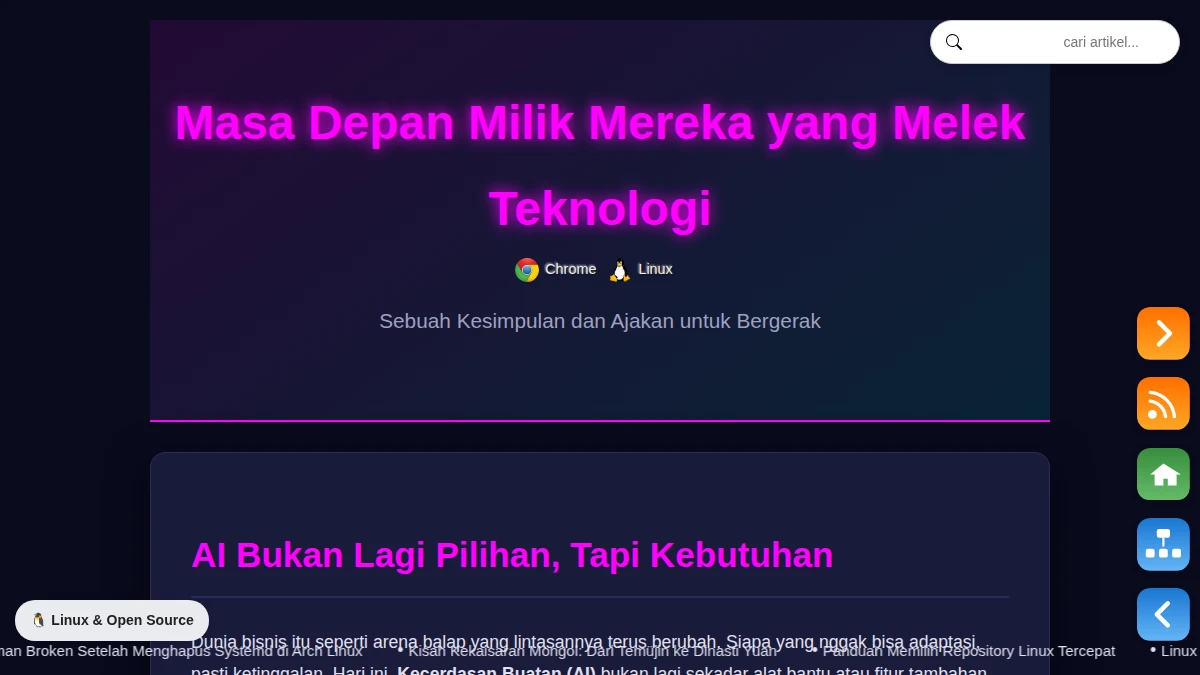 cari artikel...
Masa Depan Milik Mereka yang Melek
Teknologi
Chrome Linux
Sebuah Kesimpulan dan Ajakan untuk Bergerak
AI Bukan Lagi Pilihan, Tapi Kebutuhan
Linux & Open Source
Dunia bisnis itu seperti arena balap yang lintasannya terus berubah. Siapa yang nggak bisa adaptasi,
Broken Setelah Menghapus Systemd di Arch Linux • Kisah Kekaisaran Mongol: Dari Temujin ke Dinasti Yuan • Panduan Memilih Repository Linux Tercepat • Linux
pasti ketinggalan. Hari ini, Kecerdasan Buatan (AI) bukan lagi sekadar alat bantu atau fitur tambahan